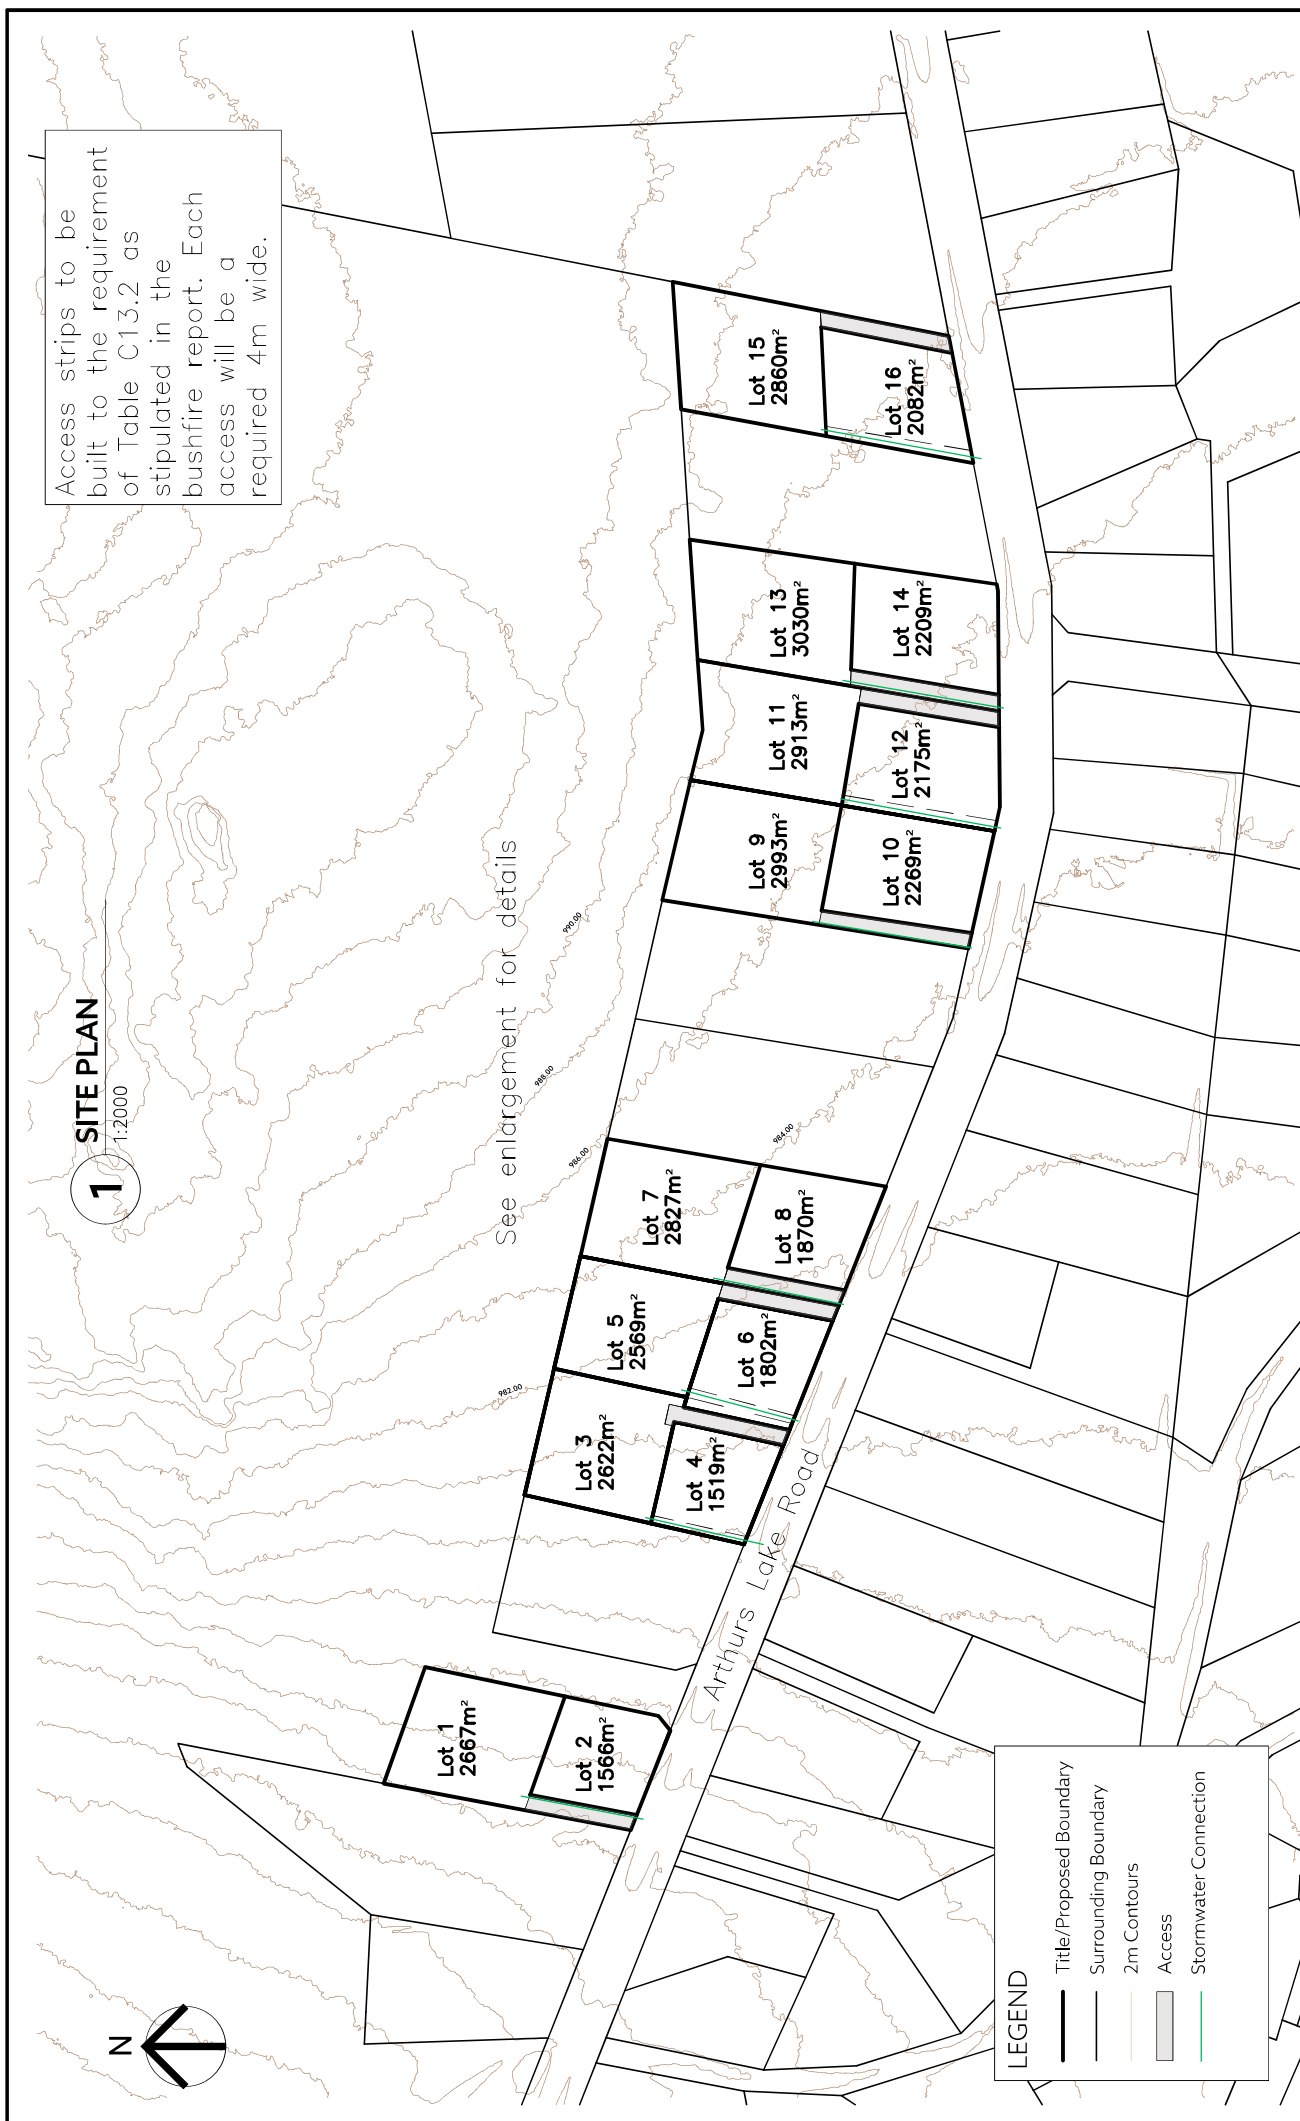 Access strips to be
built to the requirement
of Table C13.2 as
stipulated in the
bushfire report. Each
access will be a
required 4m wide.
1
SITE PLAN
1:2000
See enlargement for details
N
Lot 1
2667m²
Lot 2
1566m²
Lot 3
2622m²
Lot 4
1519m²
Lot 5
2569m²
Lot 6
1802m²
Lot 7
2827m²
Lot 8
1870m²
Lot 9
2993m²
Lot 10
2269m²
Lot 11
2913m²
Lot 12
2175m²
Lot 13
3030m²
Lot 14
2209m²
Lot 15
2860m²
Lot 16
2082m²
982.00
986.00
988.00
990.00
984.00
Arthurs Lake Road
LEGEND
Title/Proposed Boundary
Surrounding Boundary
2m Contours
Access
Stormwater Connection